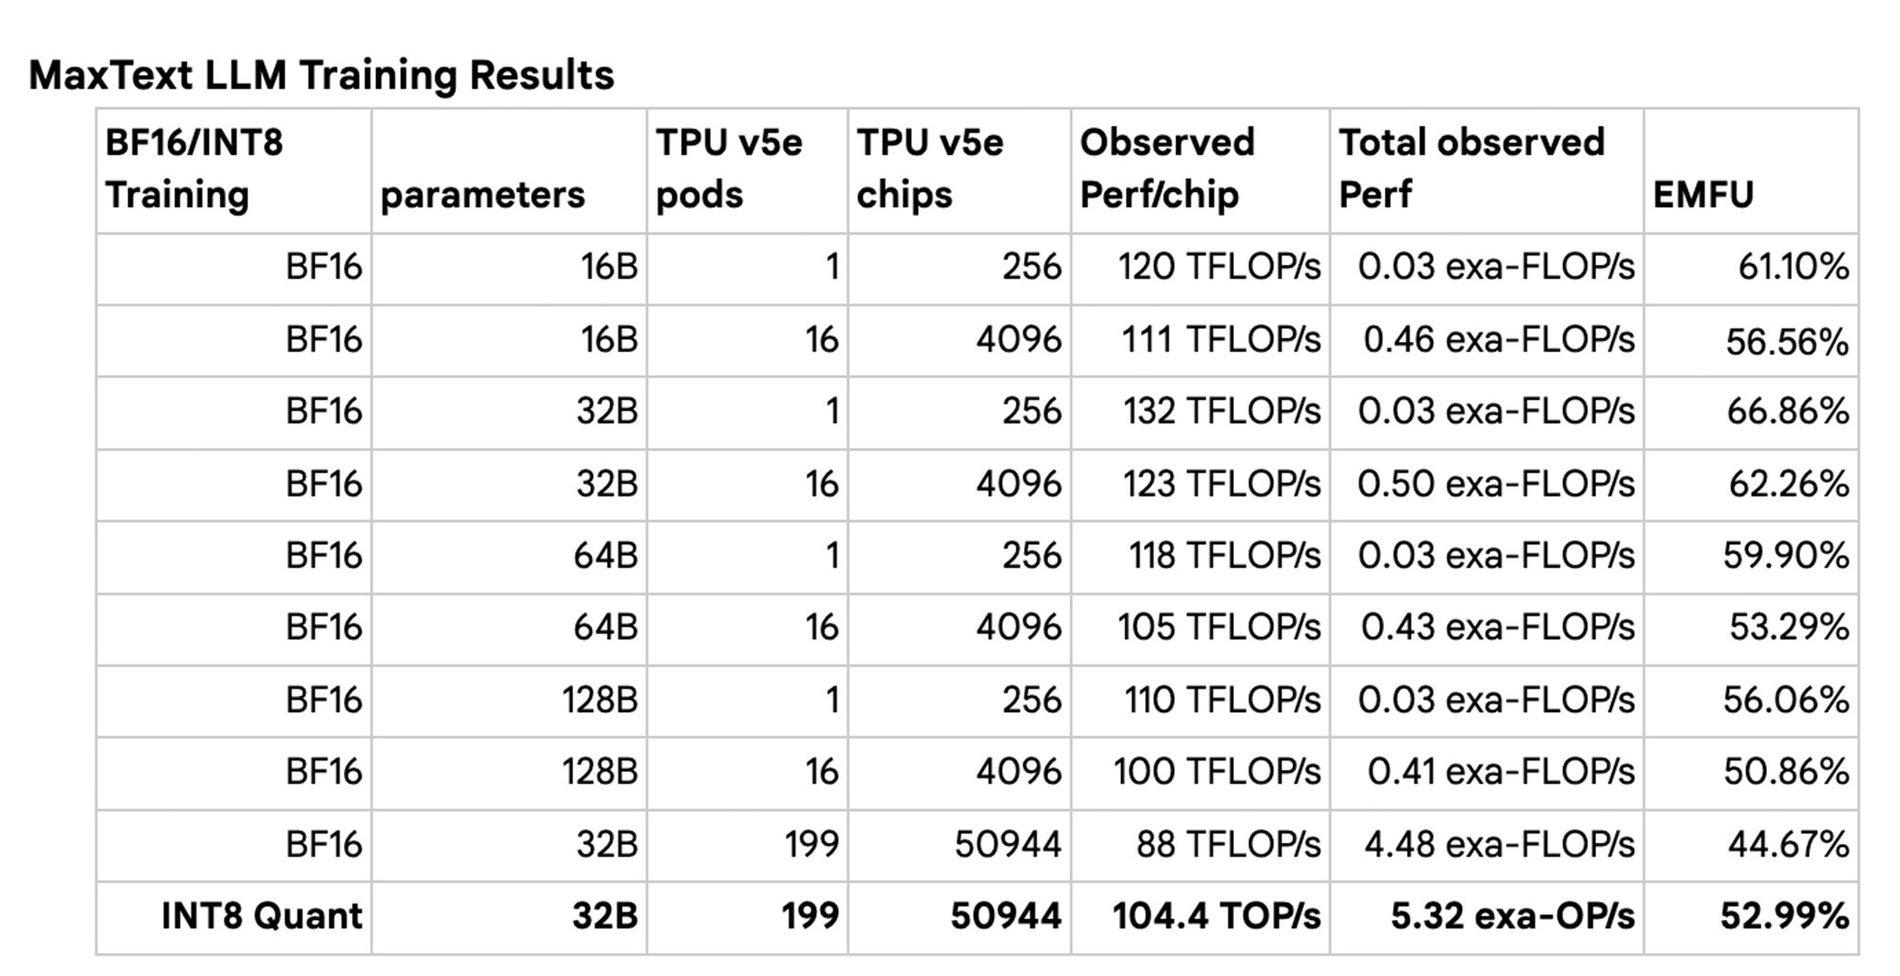 MaxText LLM Training Results
BF16/INT8 Training parameters TPU v5e pods TPU v5e chips Observed Perf/chip Total observed Perf EMFU
BF16 16B 1 256 120 TFLOP/s 0.03 exa-FLOP/s 61.10%
BF16 16B 16 4096 111 TFLOP/s 0.46 exa-FLOP/s 56.56%
BF16 32B 1 256 132 TFLOP/s 0.03 exa-FLOP/s 66.86%
BF16 32B 16 4096 123 TFLOP/s 0.50 exa-FLOP/s 62.26%
BF16 64B 1 256 118 TFLOP/s 0.03 exa-FLOP/s 59.90%
BF16 64B 16 4096 105 TFLOP/s 0.43 exa-FLOP/s 53.29%
BF16 128B 1 256 110 TFLOP/s 0.03 exa-FLOP/s 56.06%
BF16 128B 16 4096 100 TFLOP/s 0.41 exa-FLOP/s 50.86%
BF16 32B 199 50944 88 TFLOP/s 4.48 exa-FLOP/s 44.67%
INT8 Quant 32B 199 50944 104.4 TOP/s 5.32 exa-OP/s 52.99%